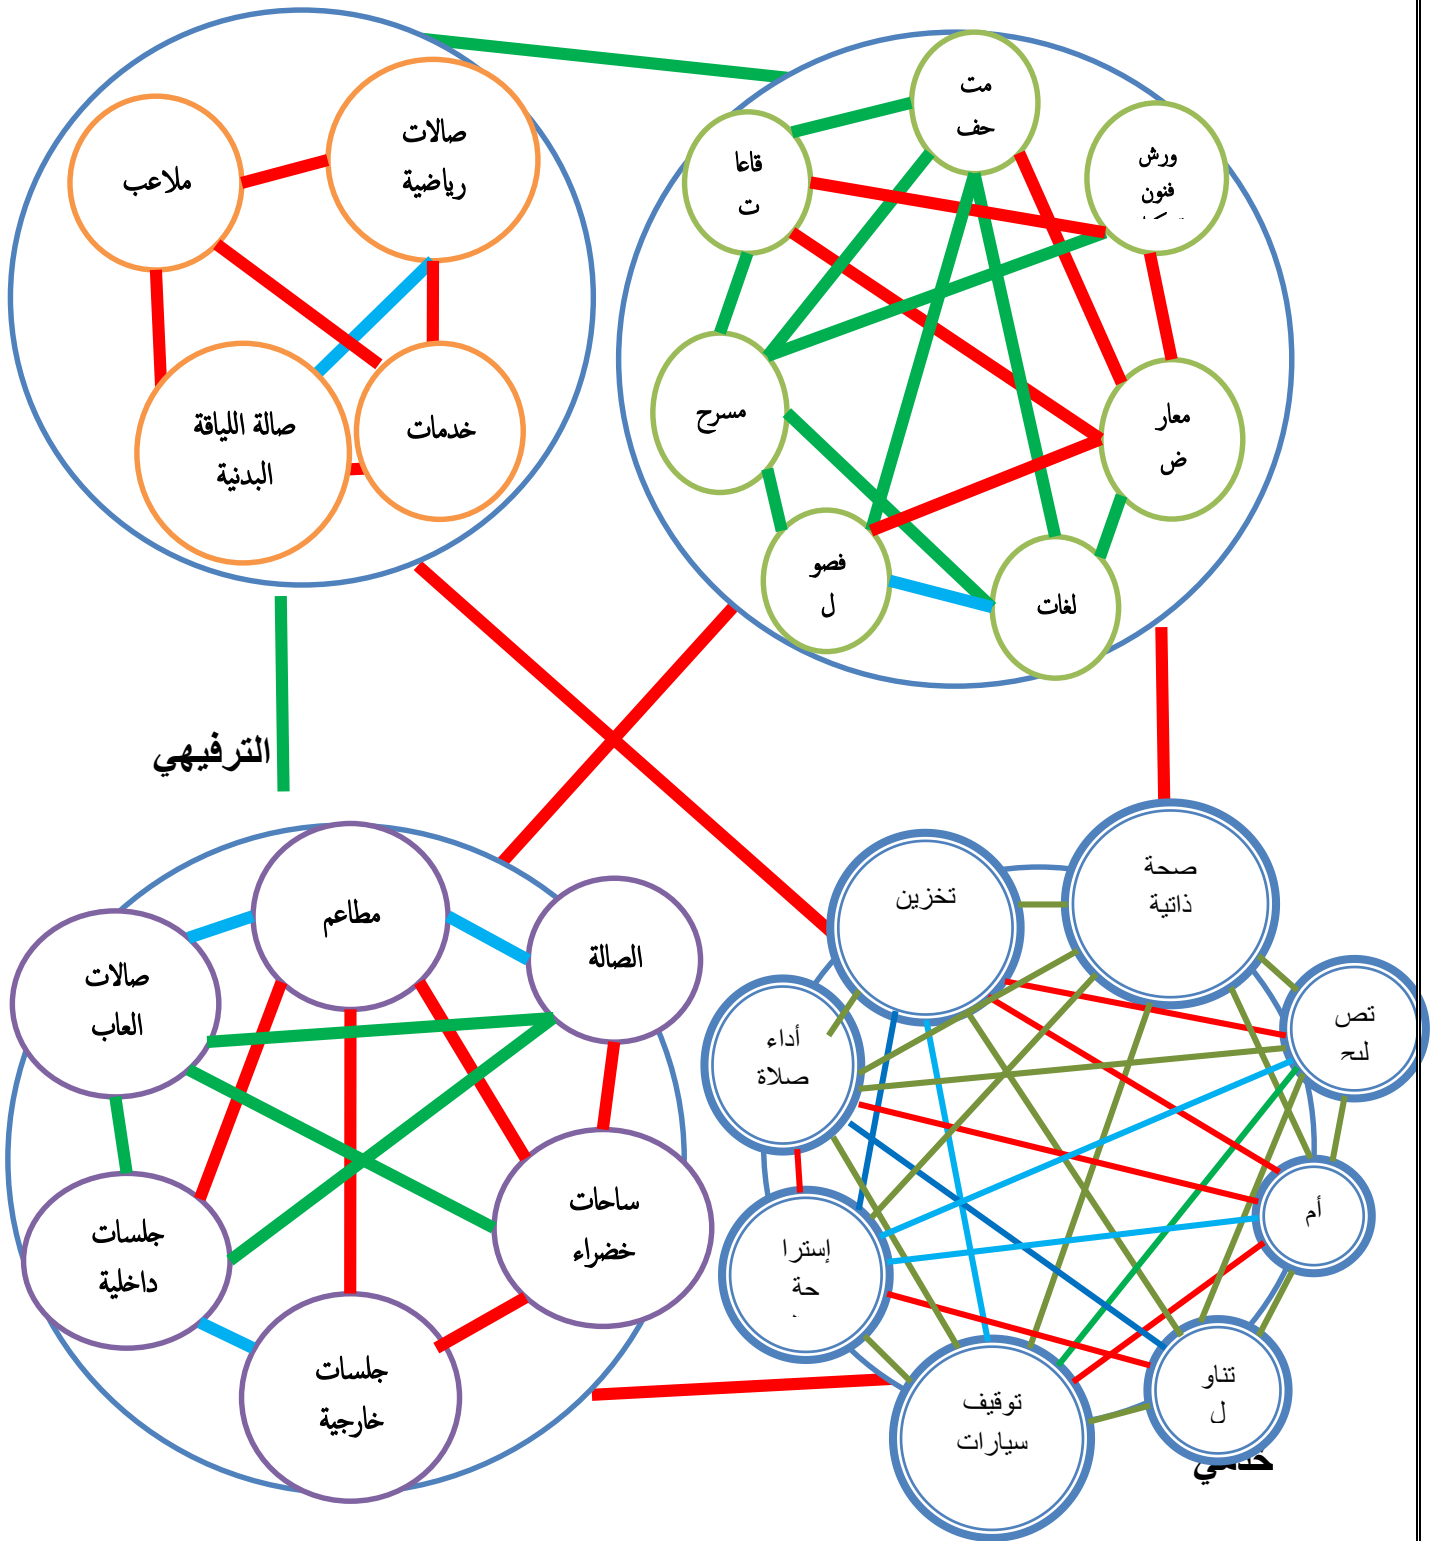 صالات
رياضية
ملاعب
صالة اللياقة
البدنية
خدمات
مت
حف
ورش
فنون
قاعا
ت
معار
ض
مسرح
فصو
ل
لغات
الترفيهي
مطاعم
الصالة
صالات
العاب
ساحات
خضراء
جلسات
داخلية
جلسات
خارجية
صحة
ذاتية
تخزين
تص
ليح
أداء
صلاة
أم
إسترا
حة
تناو
ل
توقيف
سيارات
خدمي